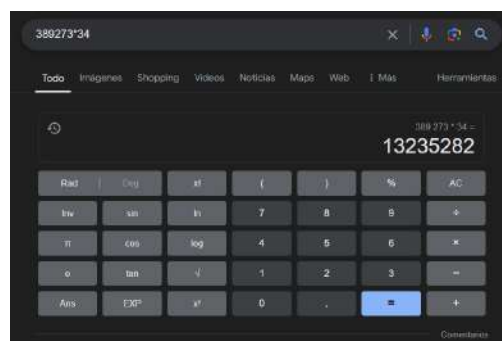 389273*34
Todo Imágenes Shopping Videos Noticias Maps Web Más Herramientas
389 273 * 34 =
13235282
Rad Deg x! ( ) % AC
Inv sin ln 7 8 9 ÷
π cos log 4 5 6 ×
e tan √ 1 2 3 −
Ans EXP 0 . = +
Comentarios